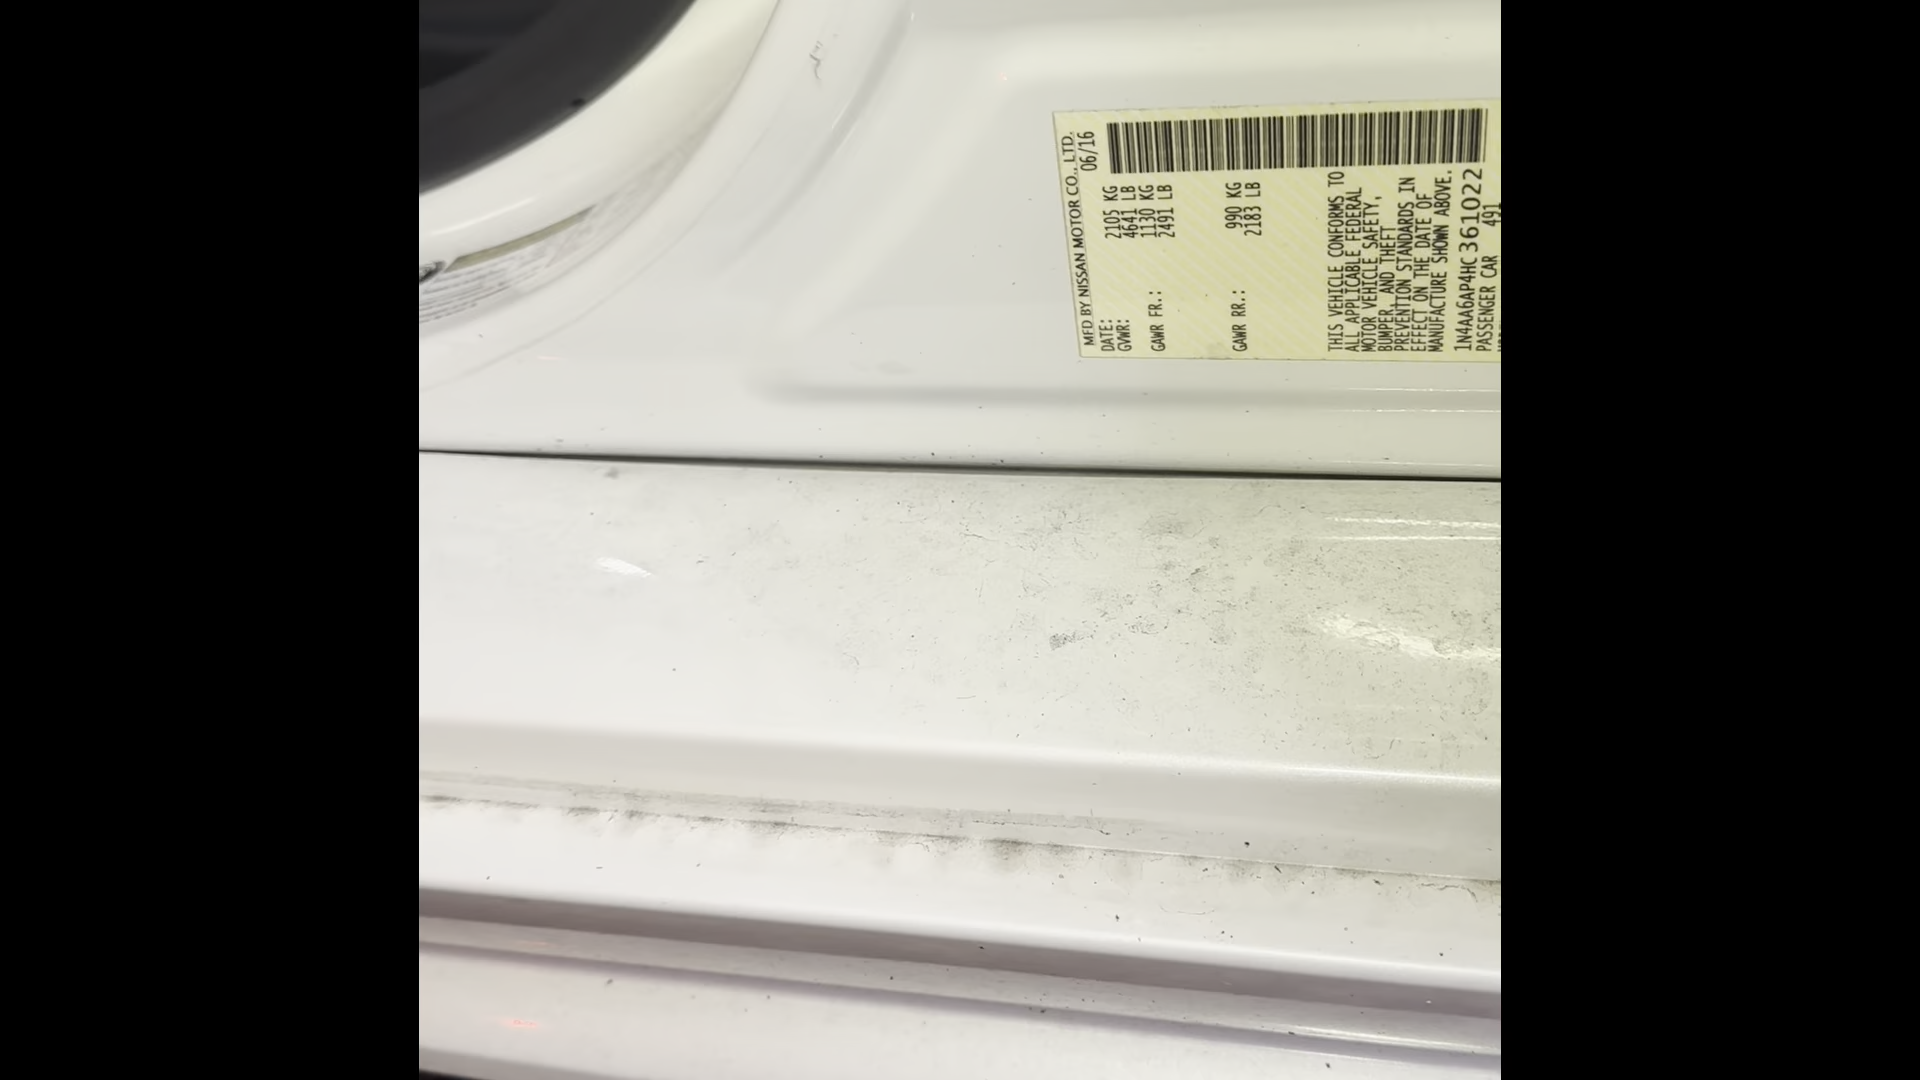 MFD BY NISSAN MOTOR CO., LTD.
DATE: 06/16
GVWR: 2105 KG
4641 LB
GAWR FR.: 1130 KG
2491 LB
GAWR RR.: 990 KG
2183 LB
THIS VEHICLE CONFORMS TO
ALL APPLICABLE FEDERAL
MOTOR VEHICLE SAFETY,
BUMPER, AND THEFT
PREVENTION STANDARDS IN
EFFECT ON THE DATE OF
MANUFACTURE SHOWN ABOVE.
1N4AA6AP4HC361022
PASSENGER CAR 491